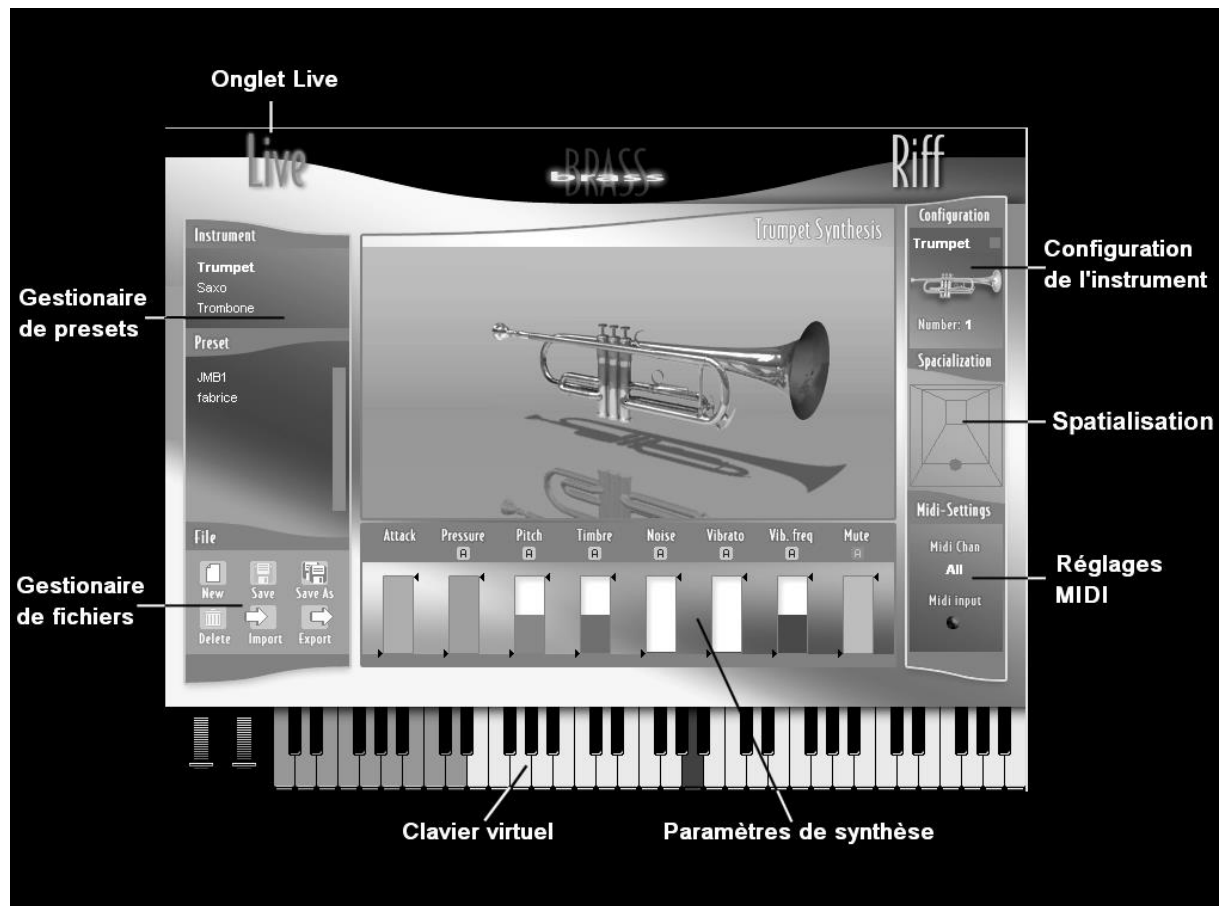 Onglet Live
Live
BRASS
brass
Riff
Instrument
Trumpet
Saxo
Trombone
Preset
JMB1
fabrice
File
New
Save
Save As
Delete
Import
Export
Gestionaire
de presets
Gestionaire
de fichiers
Trumpet Synthesis
Attack Pressure Pitch Timbre Noise Vibrato Vib. freq Mute
A A A A A A A
Configuration
Trumpet
Number: 1
Spacialization
Midi-Settings
Midi Chan
All
Midi input
Configuration
de l'instrument
Spatialisation
Réglages
MIDI
Clavier virtuel
Paramètres de synthèse